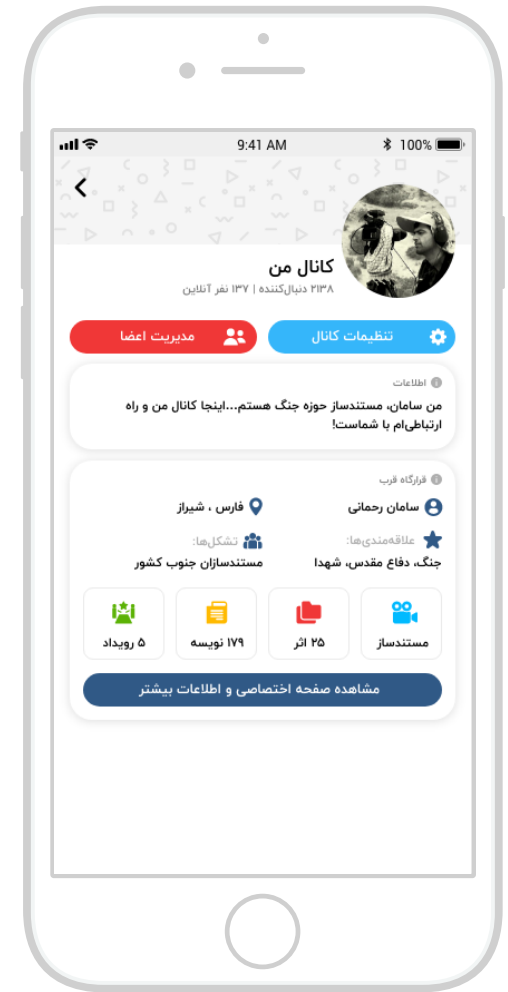 9:41 AM
100%
کانال من
۲۱۳۸ دنبال‌کننده | ۱۳۷ نفر آنلاین
تنظیمات کانال
مدیریت اعضا
اطلاعات
من سامان، مستندساز حوزه جنگ هستم...اینجا کانال من و راه
ارتباطی‌ام با شماست!
قرارگاه قرب
سامان رحمانی
فارس ، شیراز
علاقه‌مندی‌ها:
تشکل‌ها:
جنگ، دفاع مقدس، شهدا
مستندسازان جنوب کشور
مستندساز
۲۵ اثر
۱۷۹ نویسه
۵ رویداد
مشاهده صفحه اختصاصی و اطلاعات بیشتر